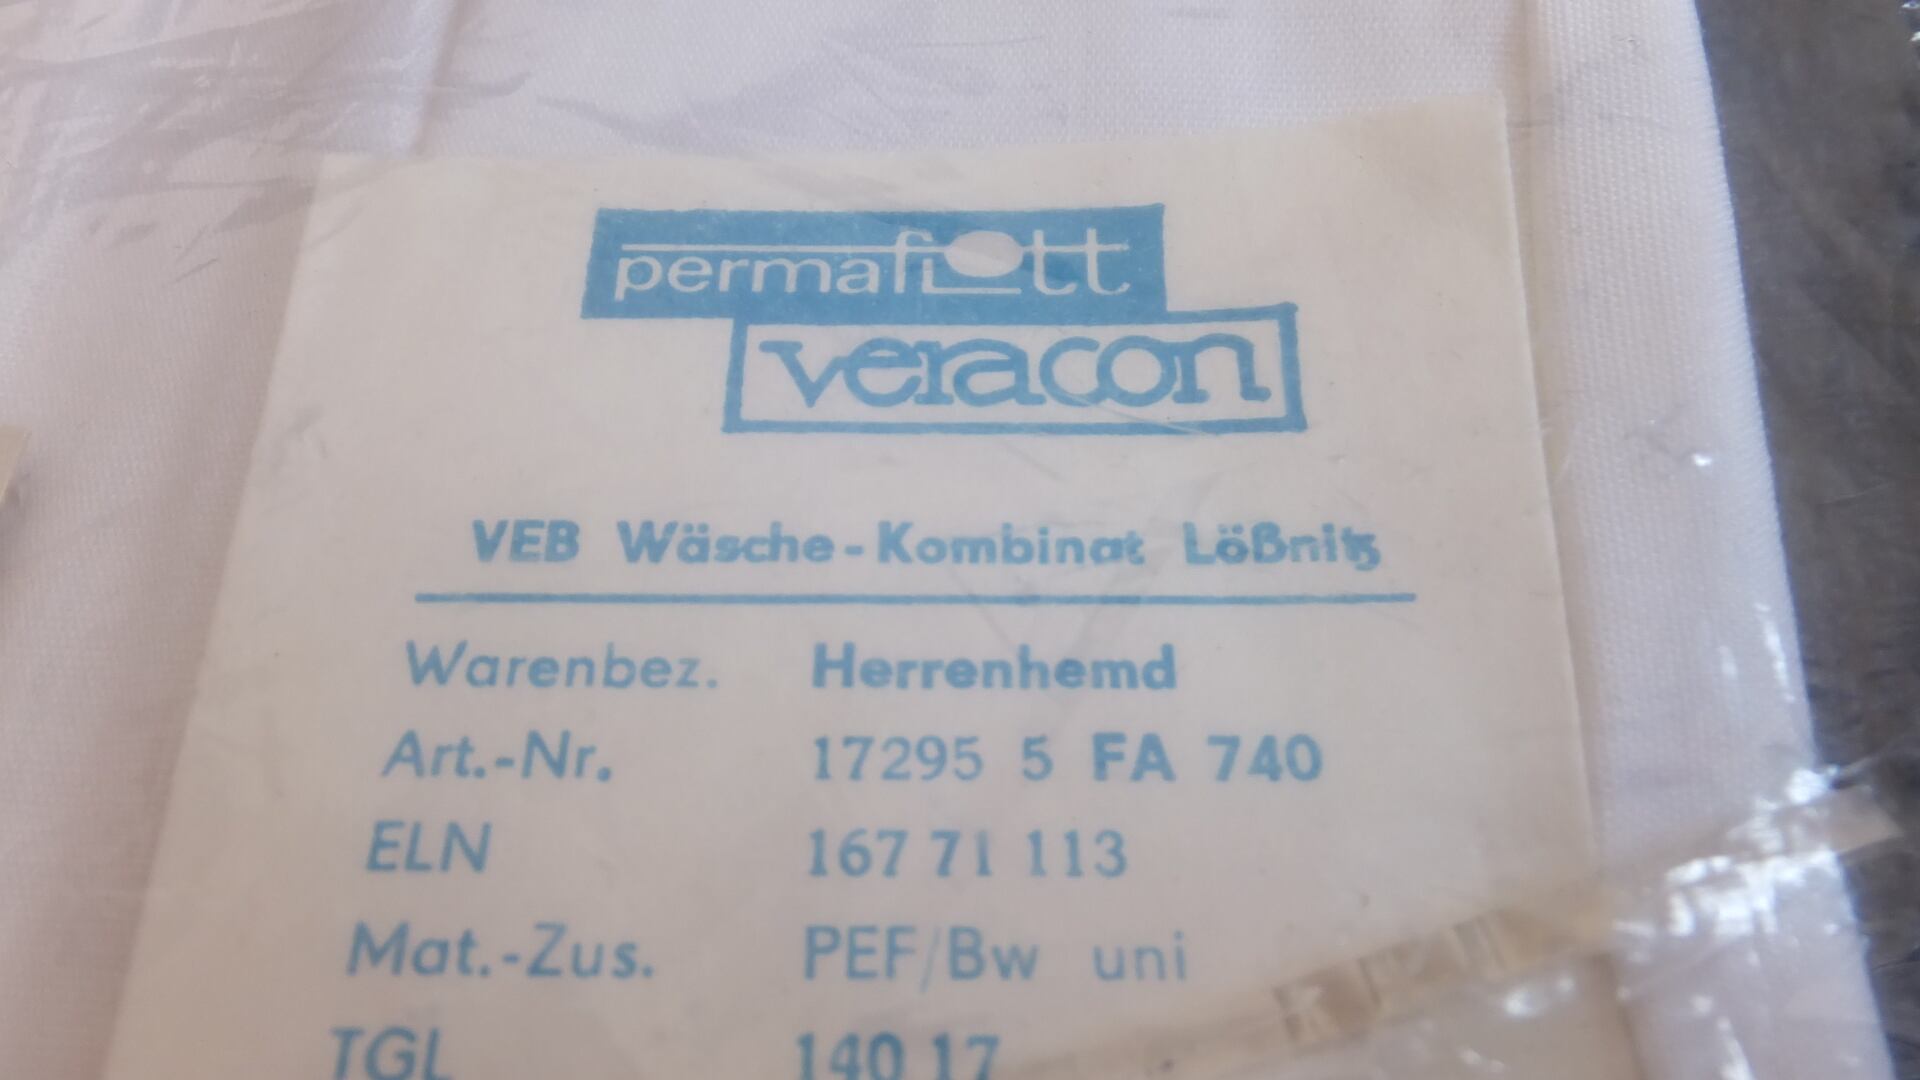 permaflott
veracon
VEB Wäsche-Kombinat Lößnitz
Warenbez. Herrenhemd
Art.-Nr. 17295 5 FA 740
ELN 167 71 113
Mat.-Zus. PEF/Bw uni
TGL 140 17